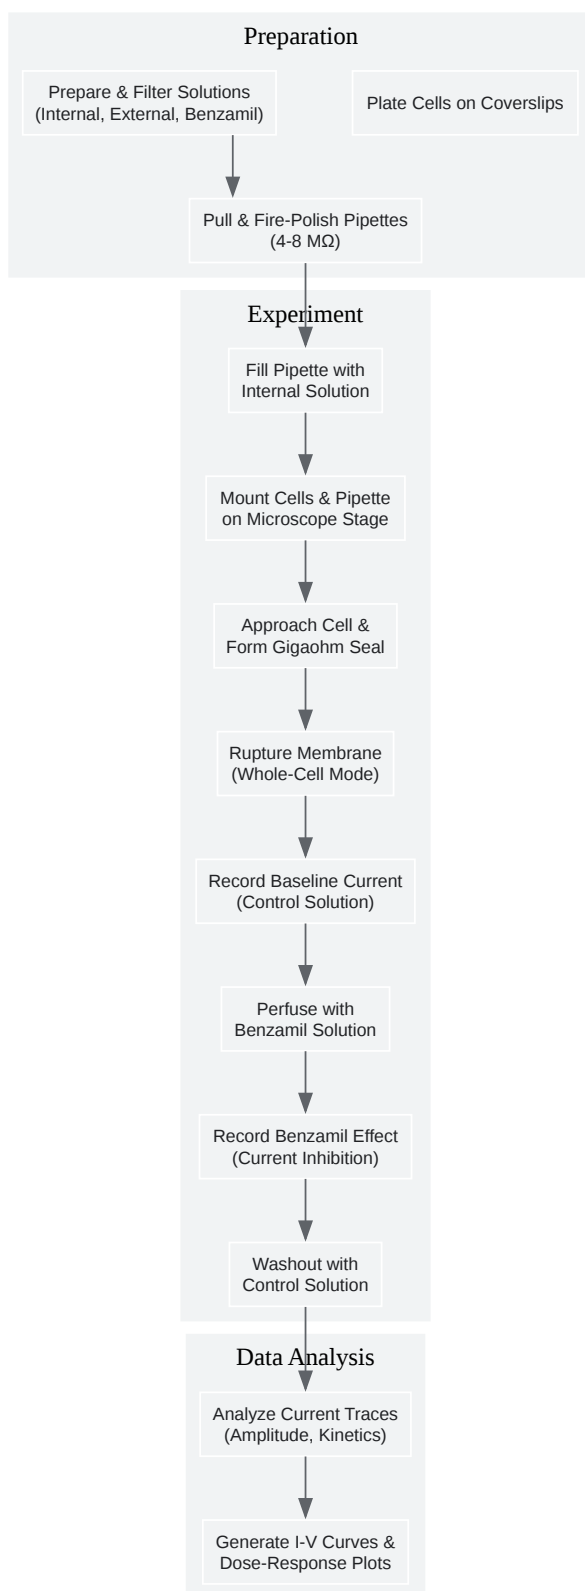 Preparation
Prepare & Filter Solutions
(Internal, External, Benzamil)
Plate Cells on Coverslips
Pull & Fire-Polish Pipettes
(4-8 MΩ)
Experiment
Fill Pipette with
Internal Solution
Mount Cells & Pipette
on Microscope Stage
Approach Cell &
Form Gigaohm Seal
Rupture Membrane
(Whole-Cell Mode)
Record Baseline Current
(Control Solution)
Perfuse with
Benzamil Solution
Record Benzamil Effect
(Current Inhibition)
Washout with
Control Solution
Data Analysis
Analyze Current Traces
(Amplitude, Kinetics)
Generate I-V Curves &
Dose-Response Plots